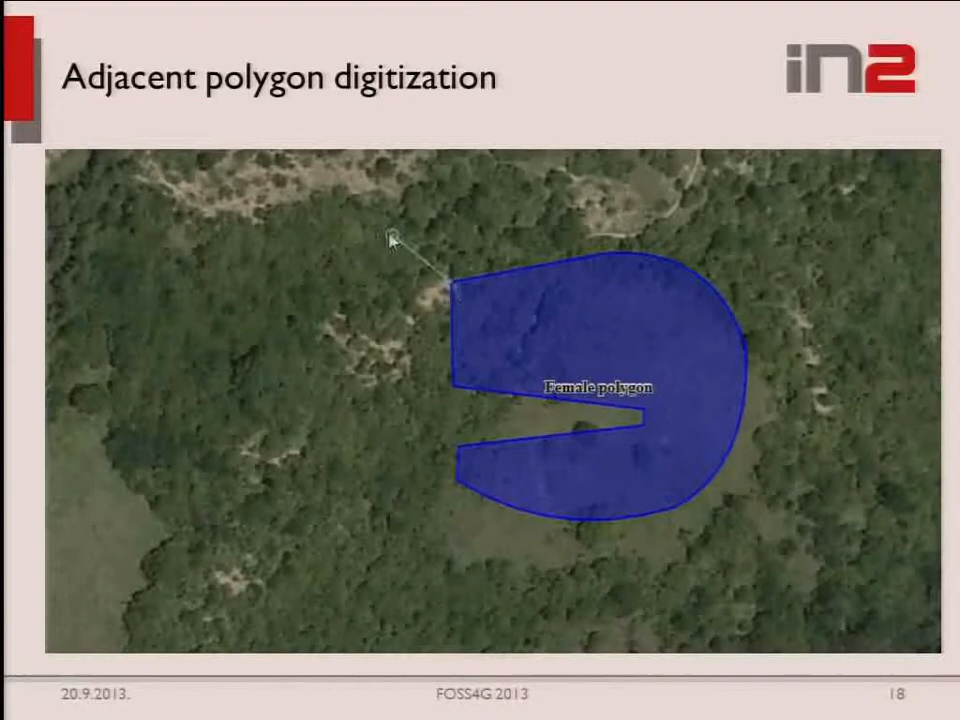 Adjacent polygon digitization
in2
Female polygon
20.9.2013.
FOSS4G 2013
18